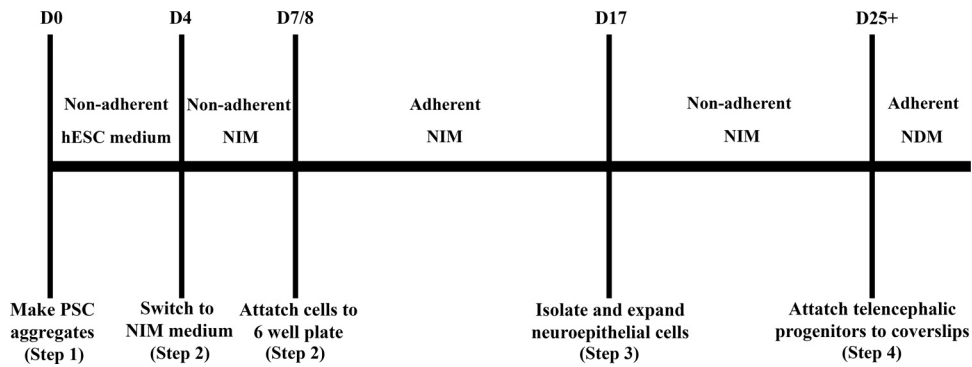 D0
D4
D7/8
D17
D25+
Non-adherent
hESC medium
Non-adherent
NIM
Adherent
NIM
Non-adherent
NIM
Adherent
NDM
Make PSC
aggregates
(Step 1)
Switch to
NIM medium
(Step 2)
Attatch cells to
6 well plate
(Step 2)
Isolate and expand
neuroepithelial cells
(Step 3)
Attatch telencephalic
progenitors to coverslips
(Step 4)